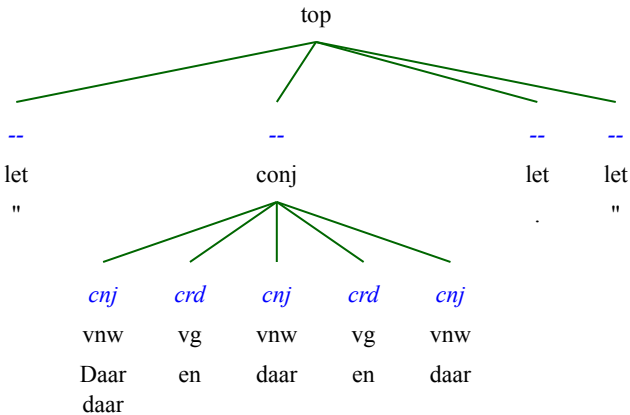 top
-- -- -- --
let conj let let
" . "
cnj crd cnj crd cnj
vnw vg vnw vg vnw
Daar en daar en daar
daar